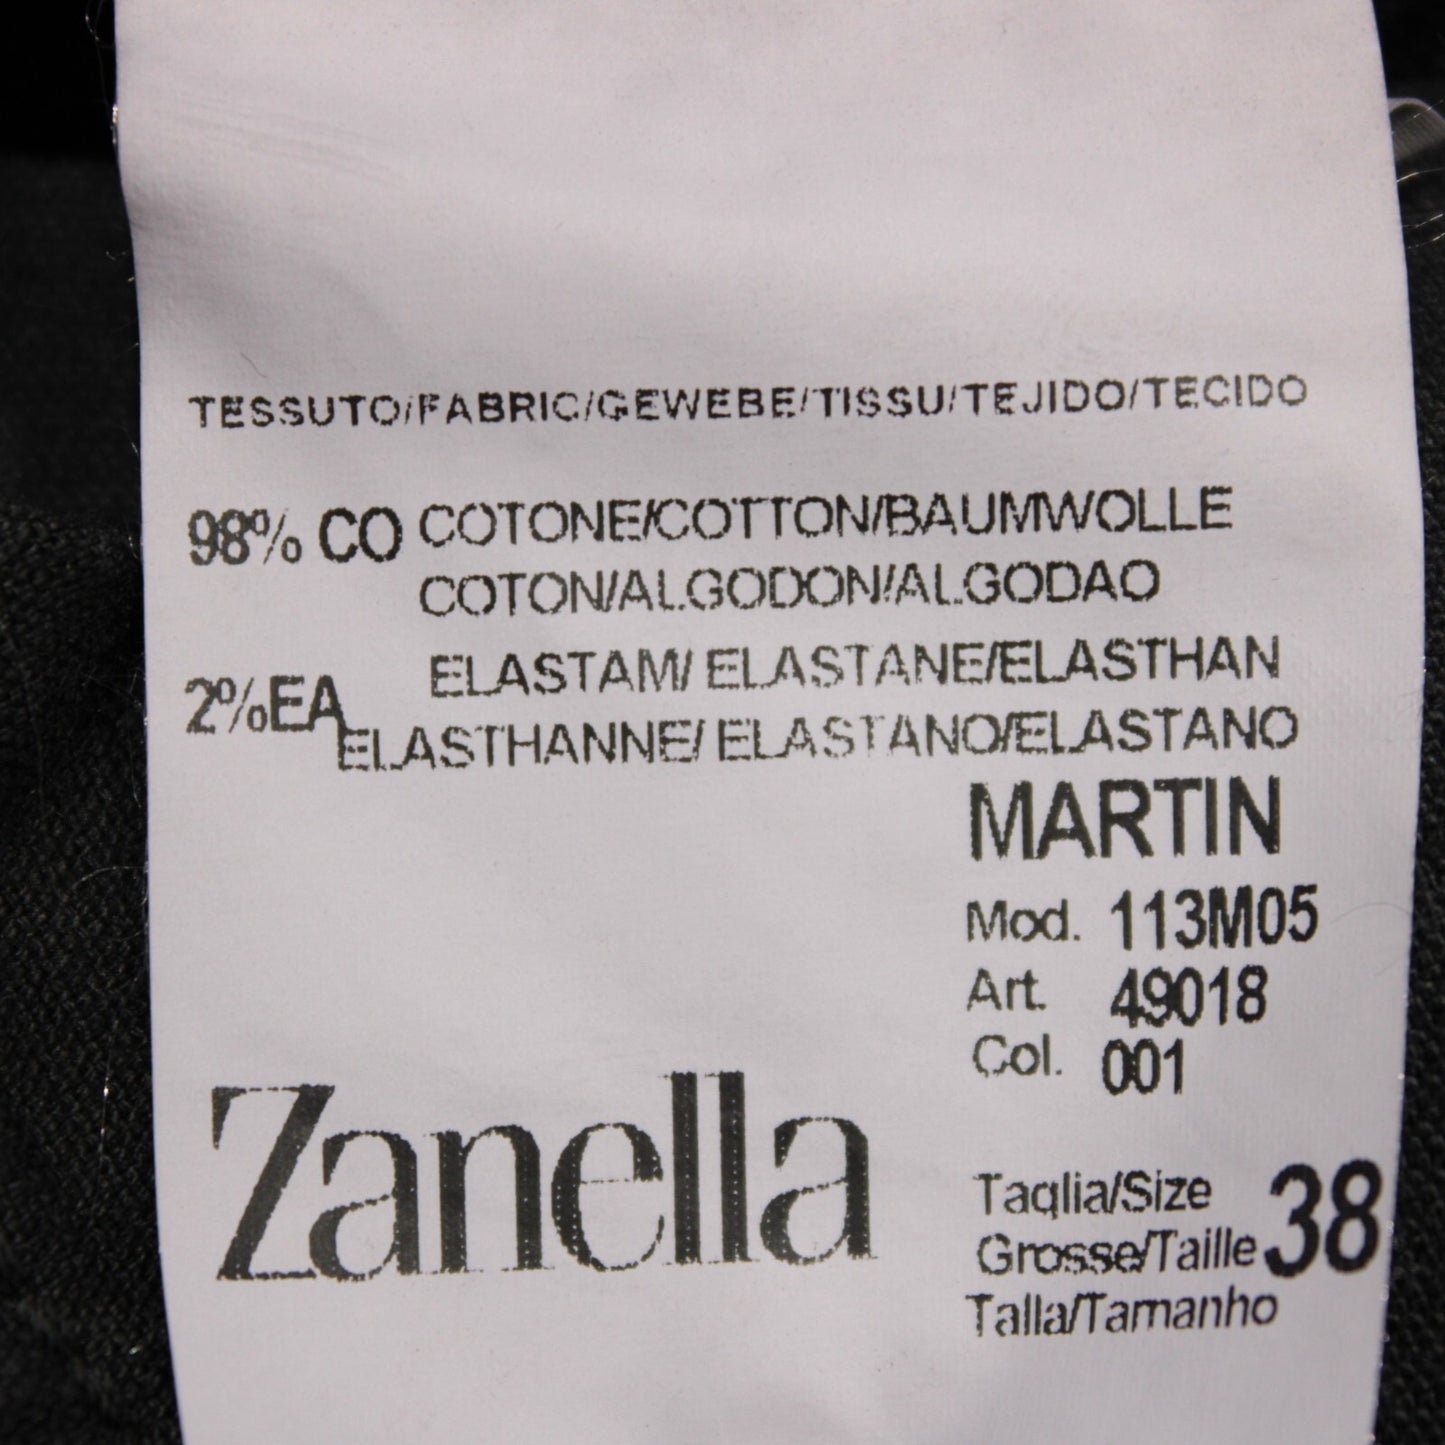 TESSUTO/FABRIC/GEWEBE/TISSU/TEJIDO/TECIDO
98% CO COTONE/COTTON/BAUMWOLLE
COTON/ALGODON/ALGODAO
2%EA ELASTAM/ ELASTANE/ELASTHAN
ELASTHANNE/ ELASTANO/ELASTANO
MARTIN
Mod. 113M05
Art. 49018
Col. 001
Zanella
Taglia/Size
Grosse/Taille 38
Talla/Tamanho